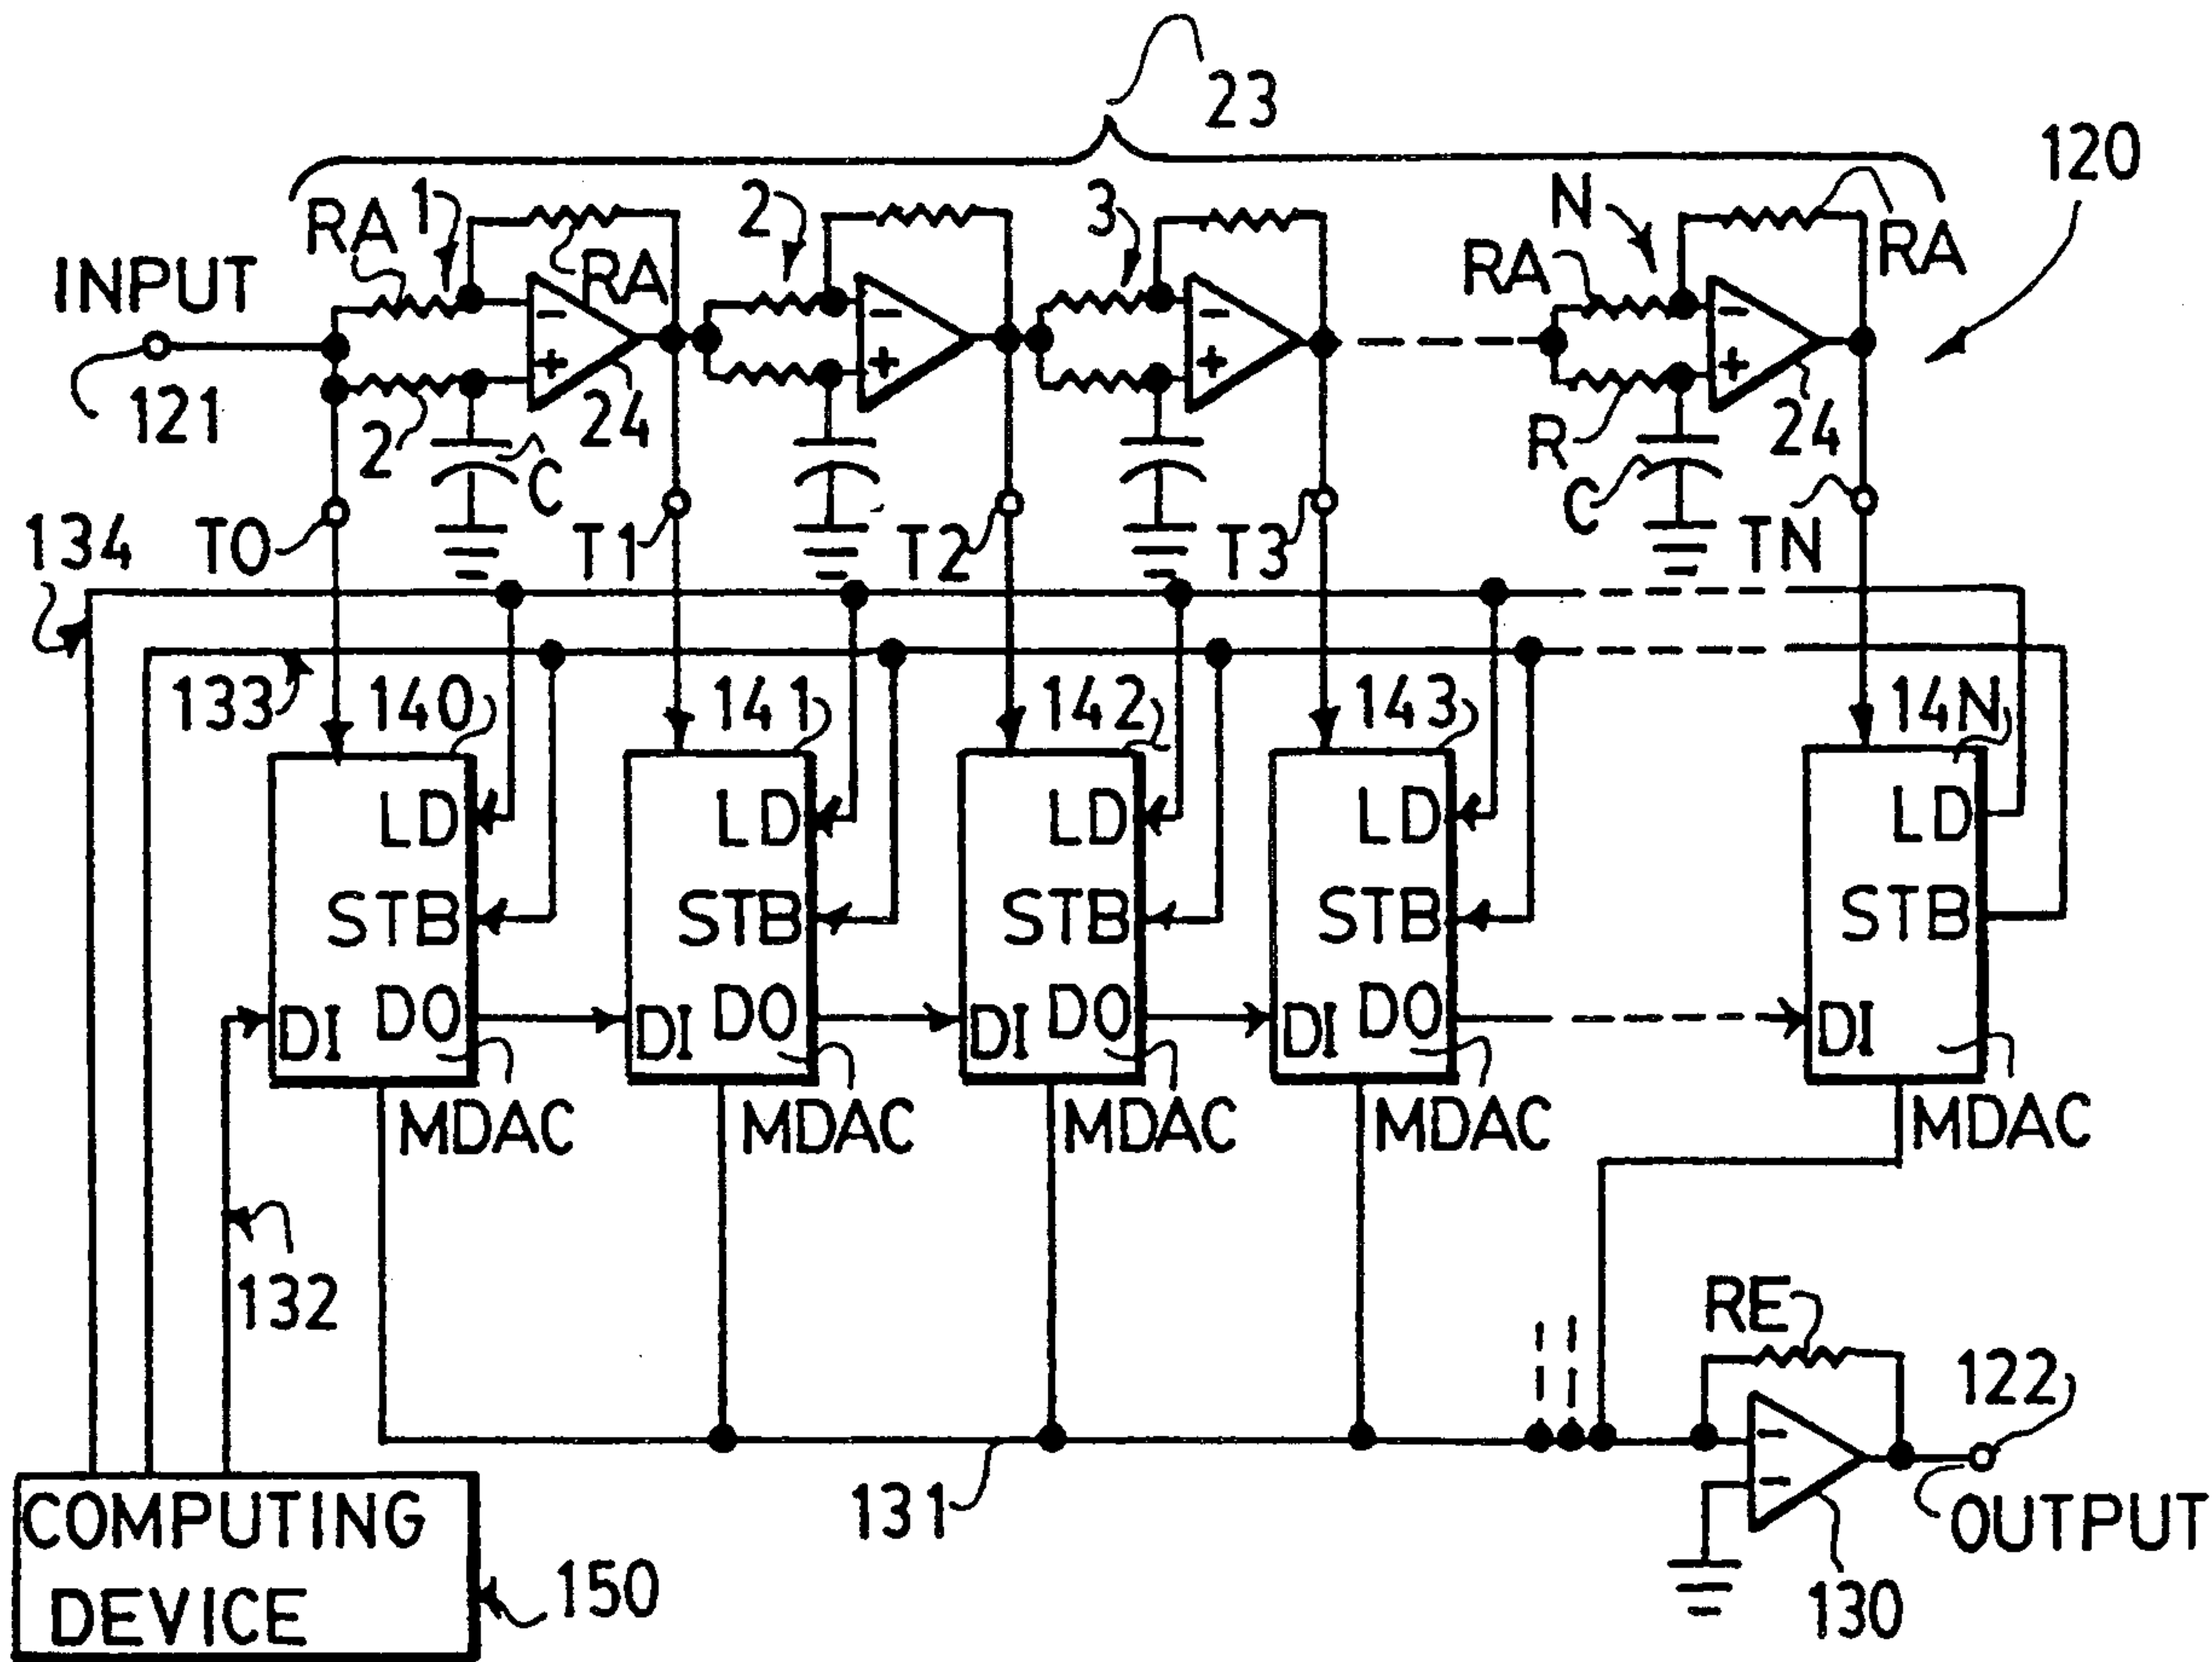 23
120
RA 1 2 3 N
RA RA RA
INPUT
− − − −
+ + + +
121 2 24 C R 24 C
134 T0 T1 T2 T3 TN
133 140 141 142 143 14N
LD LD LD LD LD
STB STB STB STB STB
DI DO DI DO DI DO DI DO DI
MDAC MDAC MDAC MDAC MDAC
132
RE
122
−
−
131 OUTPUT
COMPUTING
DEVICE
150 130